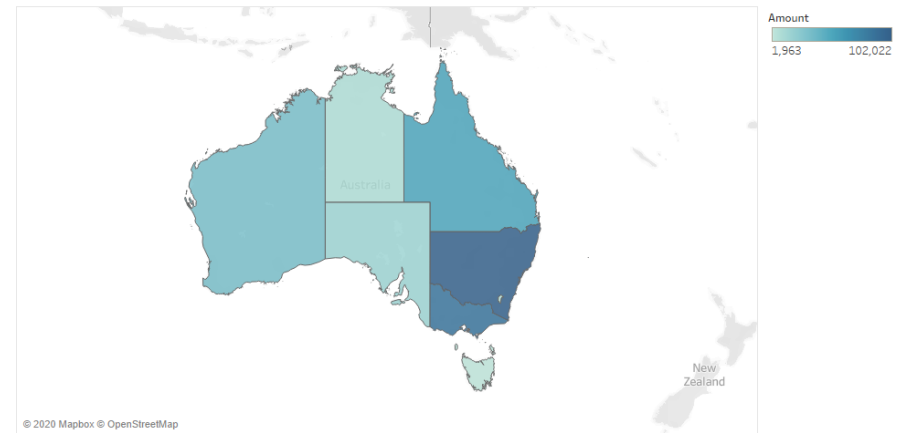 Amount
1,963 102,022
Australia
New
Zealand
© 2020 Mapbox © OpenStreetMap